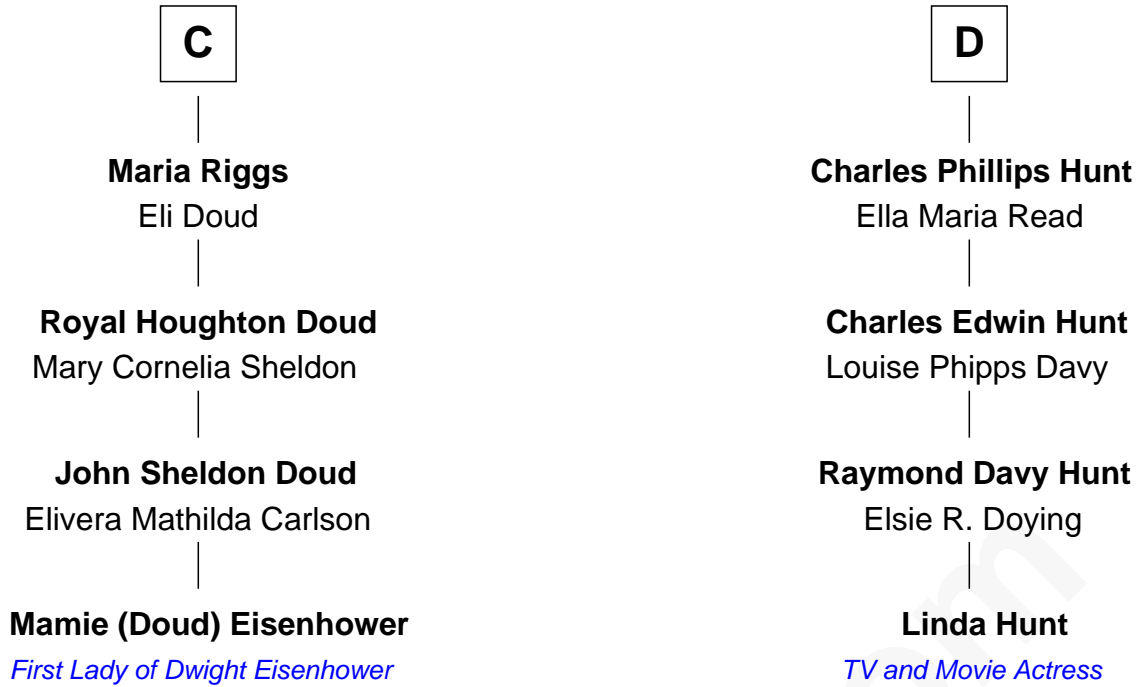 C
Maria Riggs
Eli Doud
Royal Houghton Doud
Mary Cornelia Sheldon
John Sheldon Doud
Elivera Mathilda Carlson
Mamie (Doud) Eisenhower
First Lady of Dwight Eisenhower
D
Charles Phillips Hunt
Ella Maria Read
Charles Edwin Hunt
Louise Phipps Davy
Raymond Davy Hunt
Elsie R. Doying
Linda Hunt
TV and Movie Actress